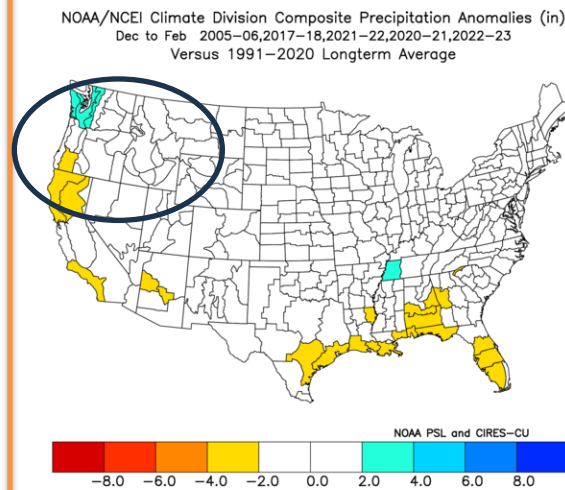 NOAA/NCEI Climate Division Composite Precipitation Anomalies (in)
Dec to Feb 2005-06,2017-18,2021-22,2020-21,2022-23
Versus 1991-2020 Longterm Average
NOAA PSL and CIRES-CU
-8.0 -6.0 -4.0 -2.0 0.0 2.0 4.0 6.0 8.0